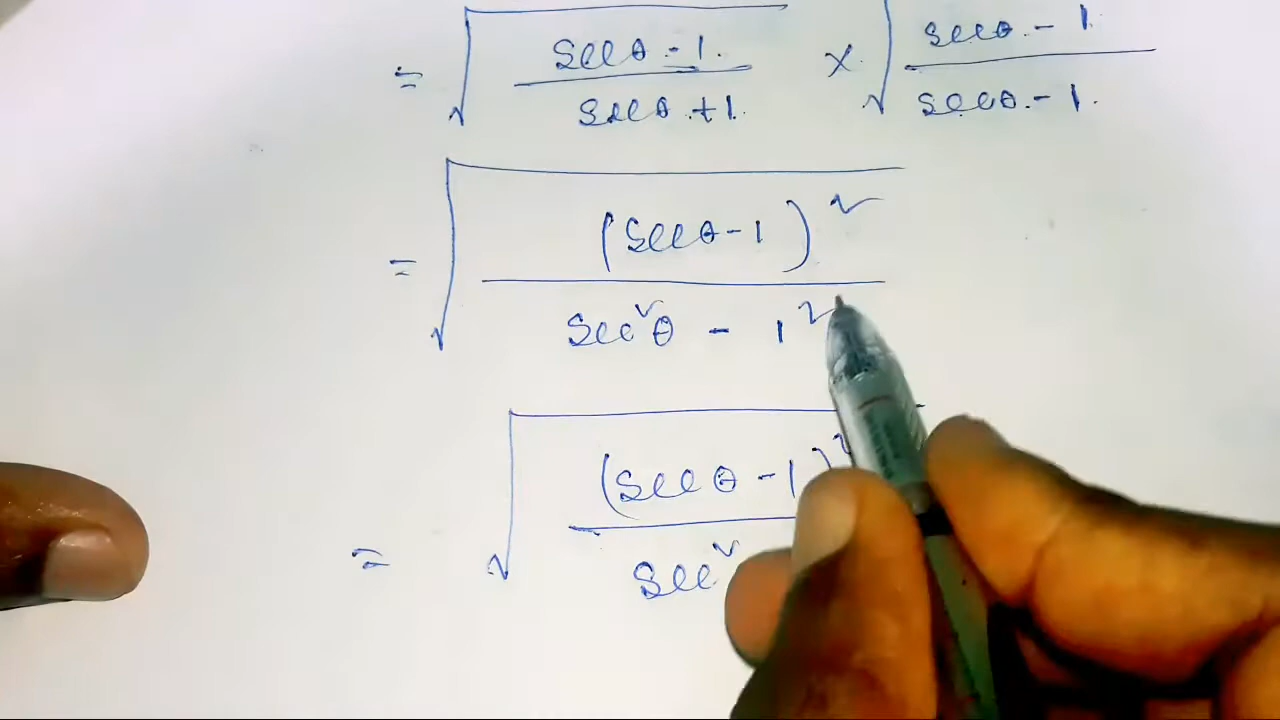 = √(secθ - 1 / secθ + 1) × √(secθ - 1 / secθ - 1)
= √((secθ - 1)² / sec²θ - 1²)
= √((secθ - 1)² / sec²